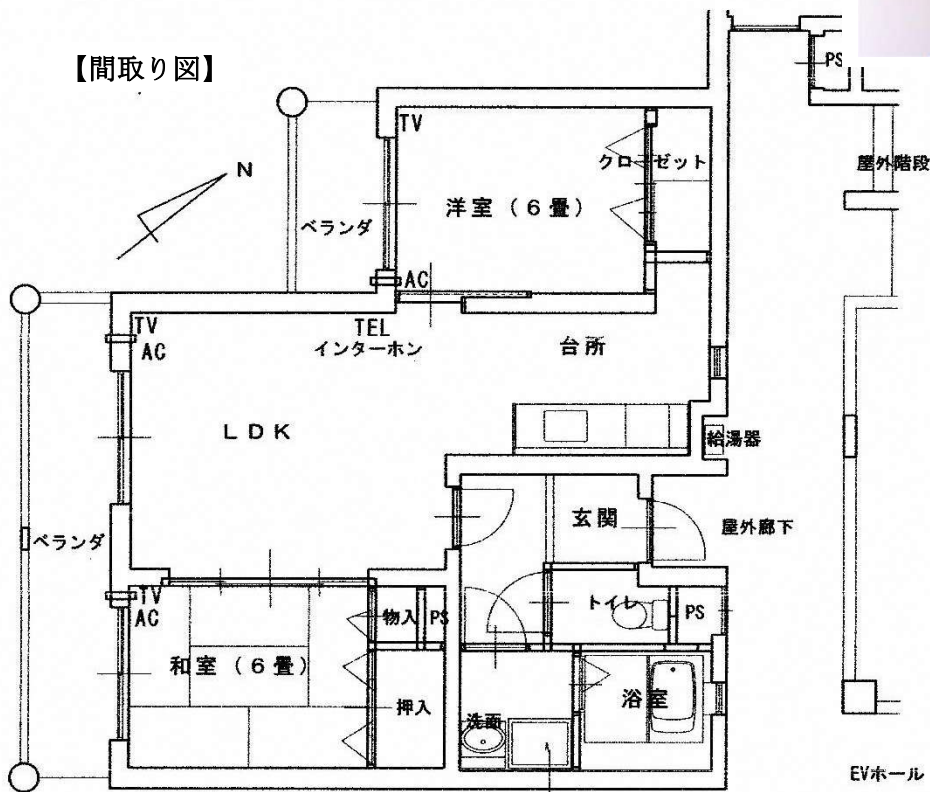 【間取り図】
PS
N
TV
クローゼット
屋外階段
洋室（6畳）
ベランダ
AC
TV
AC
TEL
インターホン
台所
LDK
給湯器
玄関
屋外廊下
ベランダ
TV
AC
物入
PS
トイレ
PS
和室（6畳）
押入
洗面
浴室
EVホール